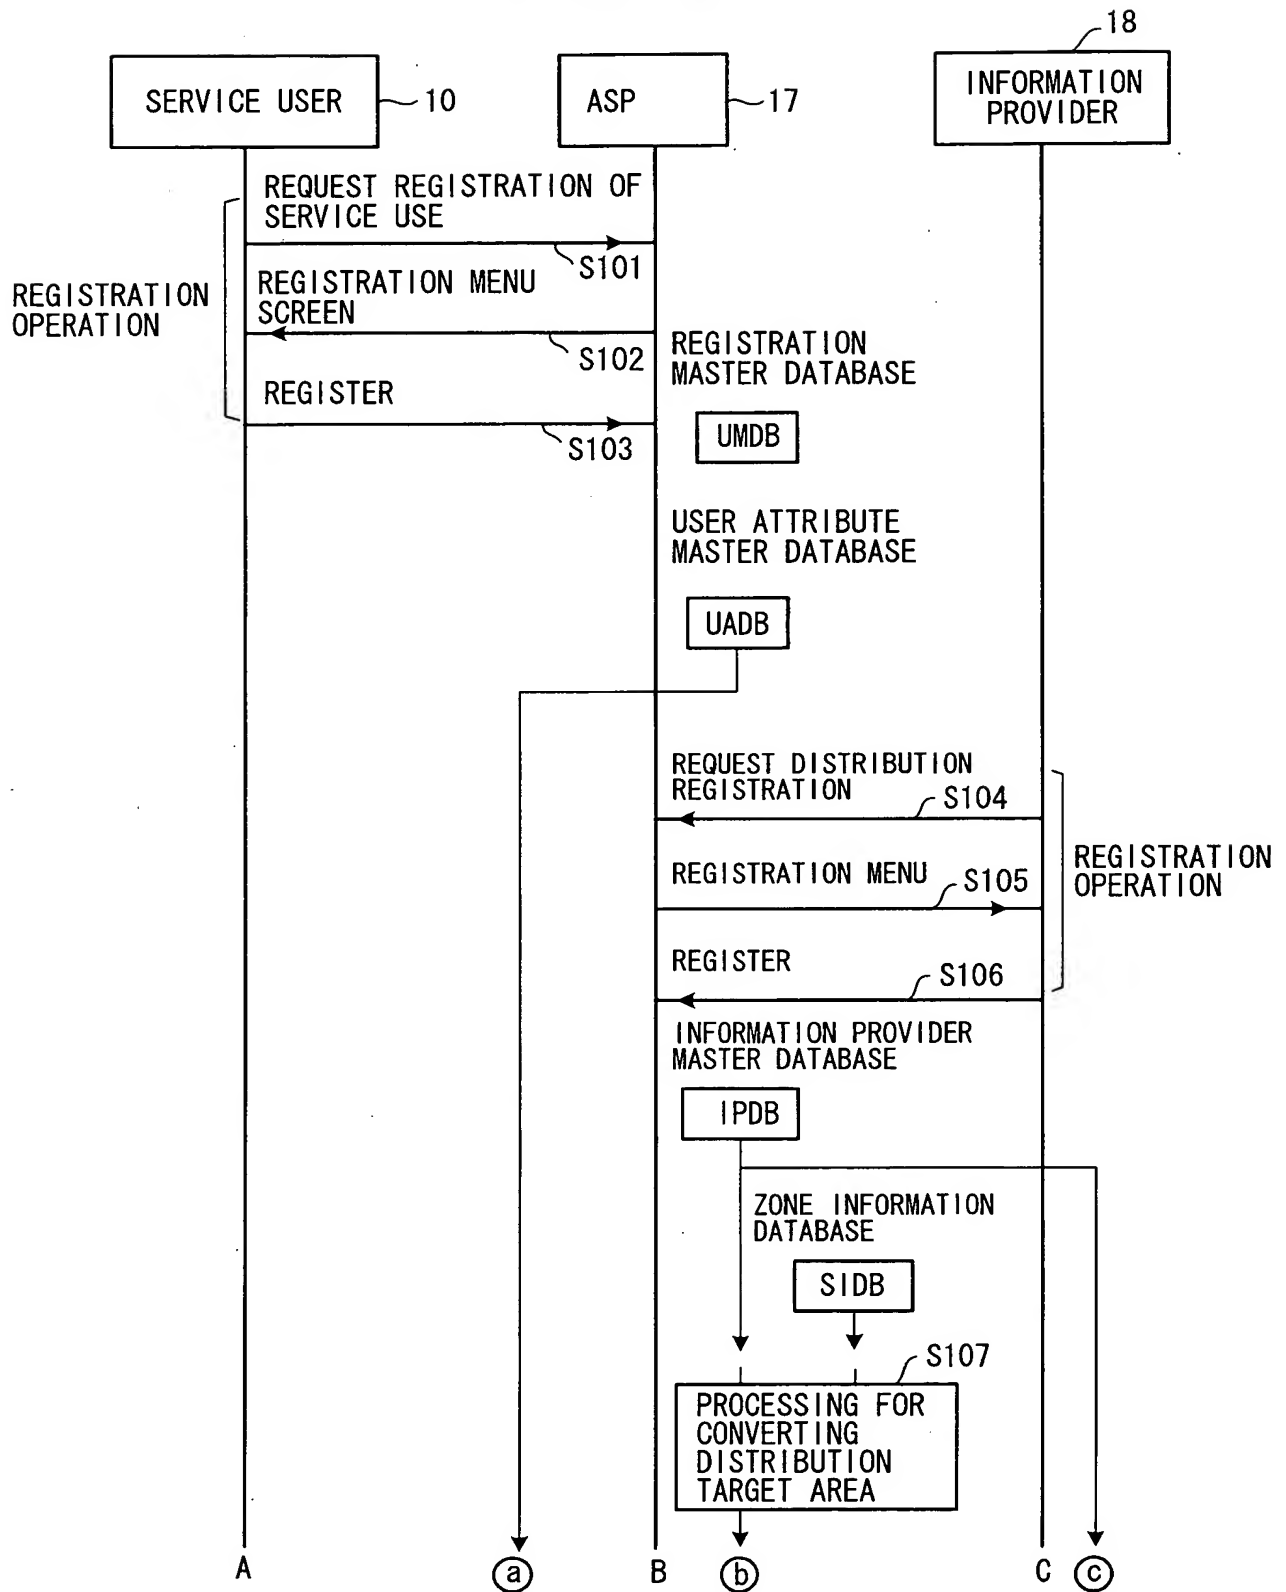 18
SERVICE USER
10
ASP
17
INFORMATION
PROVIDER
REQUEST REGISTRATION OF
SERVICE USE
S101
REGISTRATION
OPERATION
REGISTRATION MENU
SCREEN
S102
REGISTRATION
MASTER DATABASE
REGISTER
S103
UMDB
USER ATTRIBUTE
MASTER DATABASE
UADB
REQUEST DISTRIBUTION
REGISTRATION
S104
REGISTRATION MENU
S105
REGISTRATION
OPERATION
REGISTER
S106
INFORMATION PROVIDER
MASTER DATABASE
IPDB
ZONE INFORMATION
DATABASE
SIDB
S107
PROCESSING FOR
CONVERTING
DISTRIBUTION
TARGET AREA
A
a
B
b
C
c